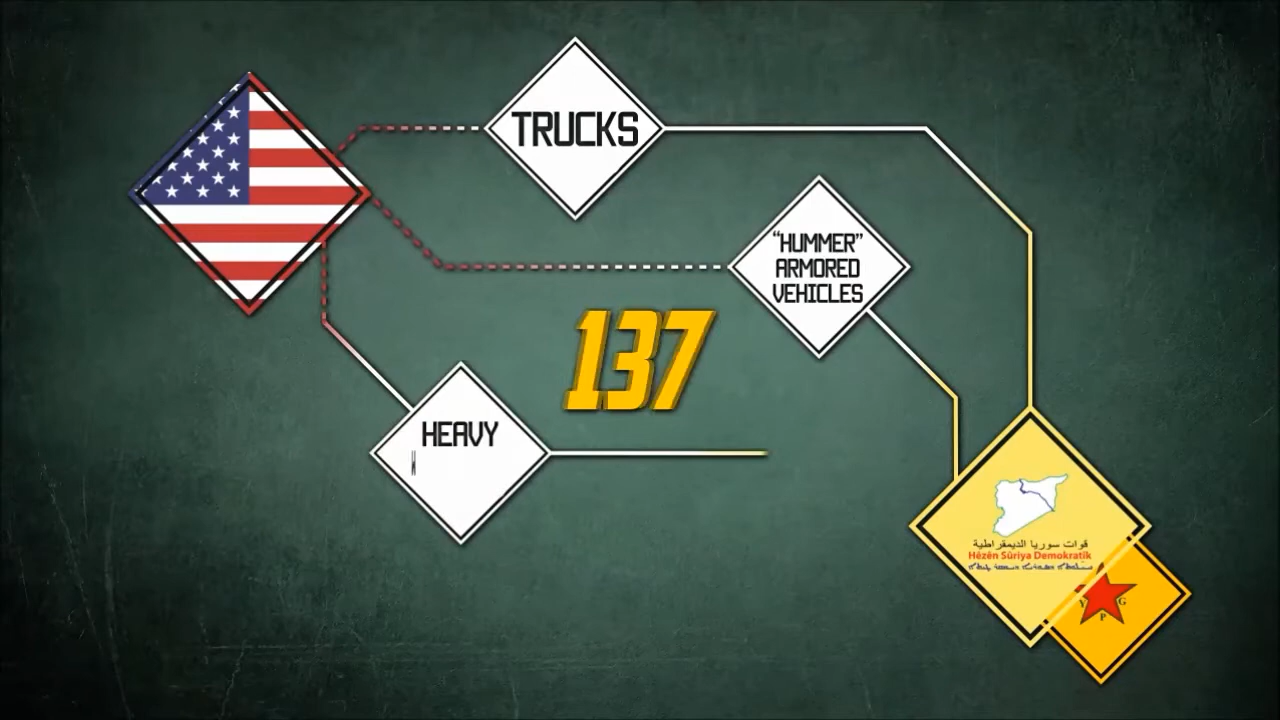 TRUCKS
“HUMMER”
ARMORED
VEHICLES
137
HEAVY
قوات سوريا الديمقراطية
Hêzên Sûriya Demokratîk
Y P G